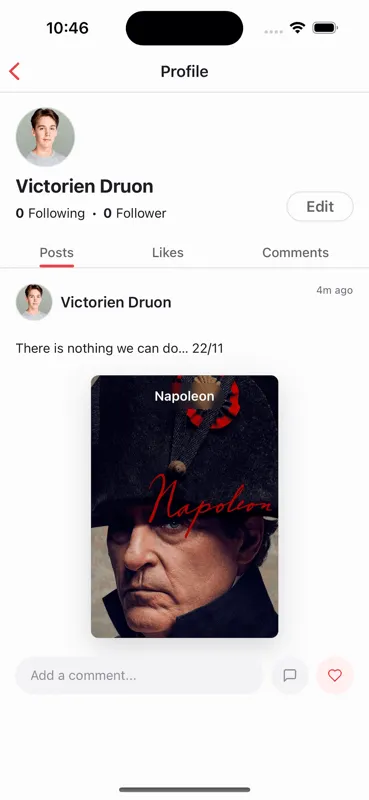 10:46
Profile
Victorien Druon
0 Following • 0 Follower
Edit
Posts
Likes
Comments
Victorien Druon
4m ago
There is nothing we can do... 22/11
Napoleon
Napoleon
Add a comment...